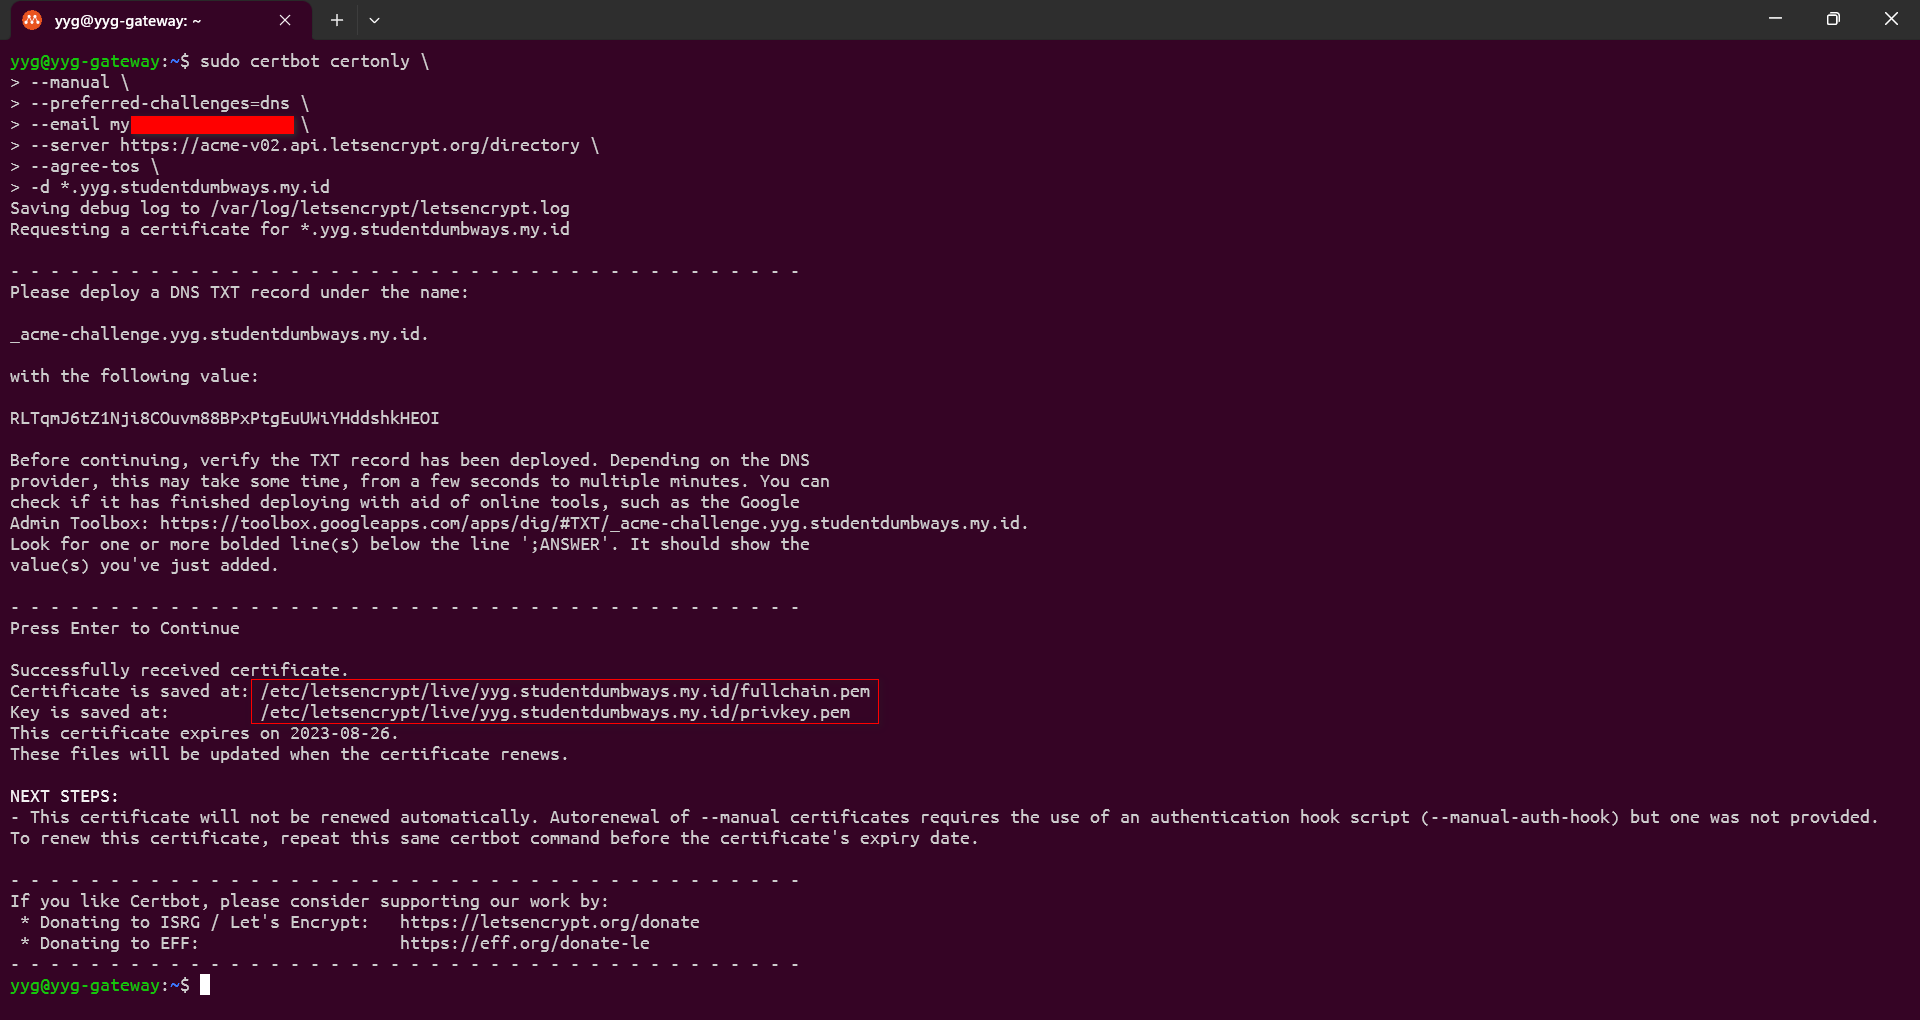 yyg@yyg-gateway: ~
yyg@yyg-gateway:~$ sudo certbot certonly \
> --manual \
> --preferred-challenges=dns \
> --email my \
> --server https://acme-v02.api.letsencrypt.org/directory \
> --agree-tos \
> -d *.yyg.studentdumbways.my.id
Saving debug log to /var/log/letsencrypt/letsencrypt.log
Requesting a certificate for *.yyg.studentdumbways.my.id
- - - - - - - - - - - - - - - - - - - - - - - - - - - - - - - - - - - - - - - -
Please deploy a DNS TXT record under the name:
_acme-challenge.yyg.studentdumbways.my.id.
with the following value:
RLTqmJ6tZ1Nji8COuvm88BPxPtgEuUWiYHddshkHEOI
Before continuing, verify the TXT record has been deployed. Depending on the DNS
provider, this may take some time, from a few seconds to multiple minutes. You can
check if it has finished deploying with aid of online tools, such as the Google
Admin Toolbox: https://toolbox.googleapps.com/apps/dig/#TXT/_acme-challenge.yyg.studentdumbways.my.id.
Look for one or more bolded line(s) below the line ';ANSWER'. It should show the
value(s) you've just added.
- - - - - - - - - - - - - - - - - - - - - - - - - - - - - - - - - - - - - - - -
Press Enter to Continue
Successfully received certificate.
Certificate is saved at: /etc/letsencrypt/live/yyg.studentdumbways.my.id/fullchain.pem
Key is saved at: /etc/letsencrypt/live/yyg.studentdumbways.my.id/privkey.pem
This certificate expires on 2023-08-26.
These files will be updated when the certificate renews.
NEXT STEPS:
- This certificate will not be renewed automatically. Autorenewal of --manual certificates requires the use of an authentication hook script (--manual-auth-hook) but one was not provided.
To renew this certificate, repeat this same certbot command before the certificate's expiry date.
- - - - - - - - - - - - - - - - - - - - - - - - - - - - - - - - - - - - - - - -
If you like Certbot, please consider supporting our work by:
* Donating to ISRG / Let's Encrypt: https://letsencrypt.org/donate
* Donating to EFF: https://eff.org/donate-le
- - - - - - - - - - - - - - - - - - - - - - - - - - - - - - - - - - - - - - - -
yyg@yyg-gateway:~$